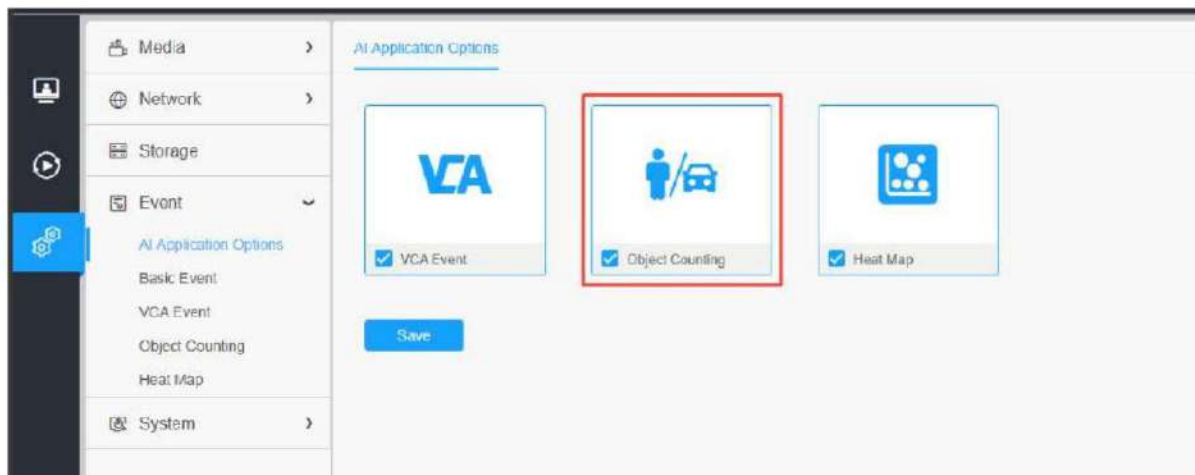 Media
Network
Storage
Event
AI Application Options
Basic Event
VCA Event
Object Counting
Heat Map
System
AI Application Options
VCA
VCA Event
Object Counting
Heat Map
Save